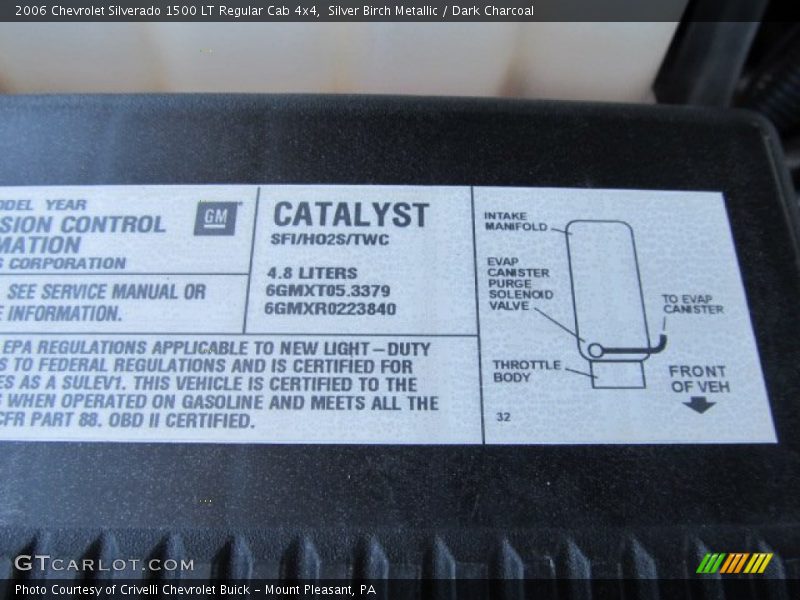 2006 Chevrolet Silverado 1500 LT Regular Cab 4x4, Silver Birch Metallic / Dark Charcoal
YEAR
CONTROL
GM
CORPORATION
SEE SERVICE MANUAL OR
INFORMATION.
CATALYST
SFI/HO2S/TWC
4.8 LITERS
6GMXT05.3379
6GMXR0223840
EPA REGULATIONS APPLICABLE TO NEW LIGHT-DUTY
TO FEDERAL REGULATIONS AND IS CERTIFIED FOR
AS A SULEV1. THIS VEHICLE IS CERTIFIED TO THE
WHEN OPERATED ON GASOLINE AND MEETS ALL THE
CFR PART 88. OBD II CERTIFIED.
INTAKE
MANIFOLD
EVAP
CANISTER
PURGE
SOLENOID
VALVE
TO EVAP
CANISTER
THROTTLE
BODY
FRONT
OF VEH
32
GTCARLOT.COM
Photo Courtesy of Crivelli Chevrolet Buick - Mount Pleasant, PA